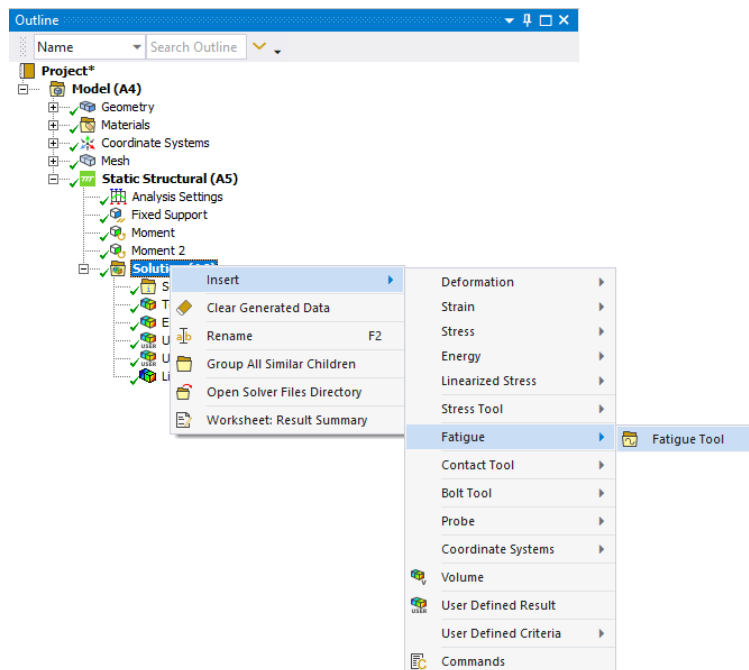 Outline
Name
Search Outline
Project*
Model (A4)
Geometry
Materials
Coordinate Systems
Mesh
Static Structural (A5)
Analysis Settings
Fixed Support
Moment
Moment 2
Insert
Clear Generated Data
Rename F2
Group All Similar Children
Open Solver Files Directory
Worksheet: Result Summary
Deformation
Strain
Stress
Energy
Linearized Stress
Stress Tool
Fatigue
Contact Tool
Bolt Tool
Probe
Coordinate Systems
Volume
User Defined Result
User Defined Criteria
Commands
Fatigue Tool